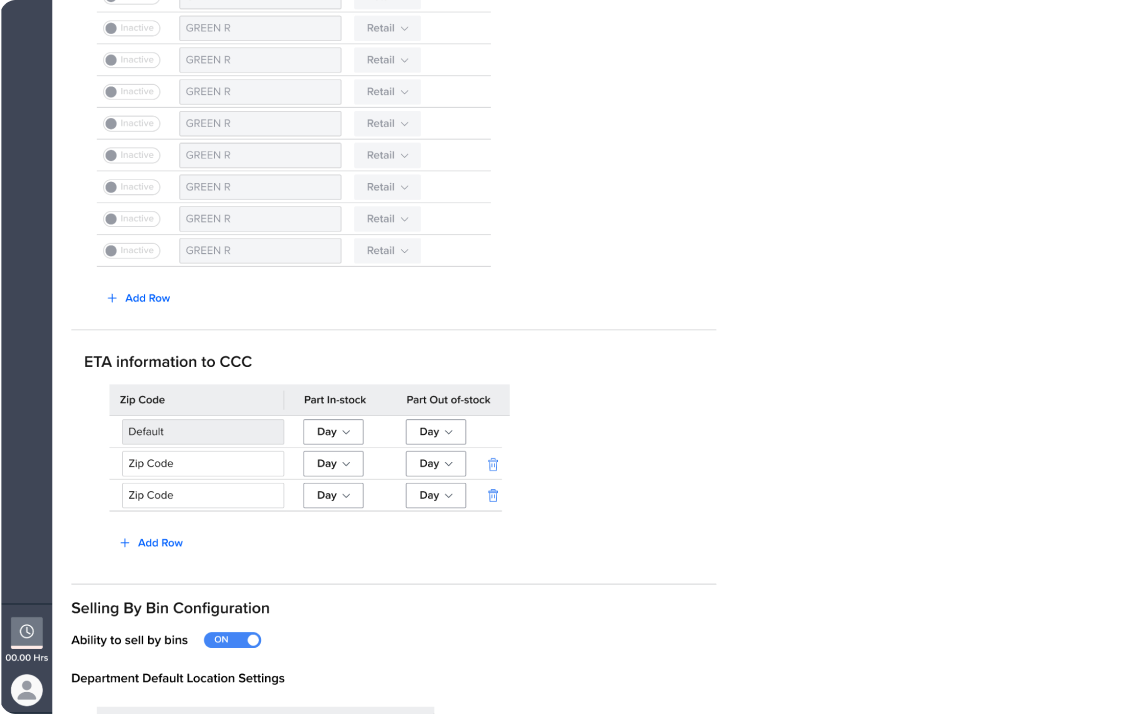 Inactive GREEN R Retail
Inactive GREEN R Retail
Inactive GREEN R Retail
Inactive GREEN R Retail
Inactive GREEN R Retail
Inactive GREEN R Retail
Inactive GREEN R Retail
Inactive GREEN R Retail
+ Add Row
ETA information to CCC
Zip Code Part In-stock Part Out of-stock
Default Day Day
Zip Code Day Day
Zip Code Day Day
+ Add Row
Selling By Bin Configuration
Ability to sell by bins ON
00.00 Hrs
Department Default Location Settings